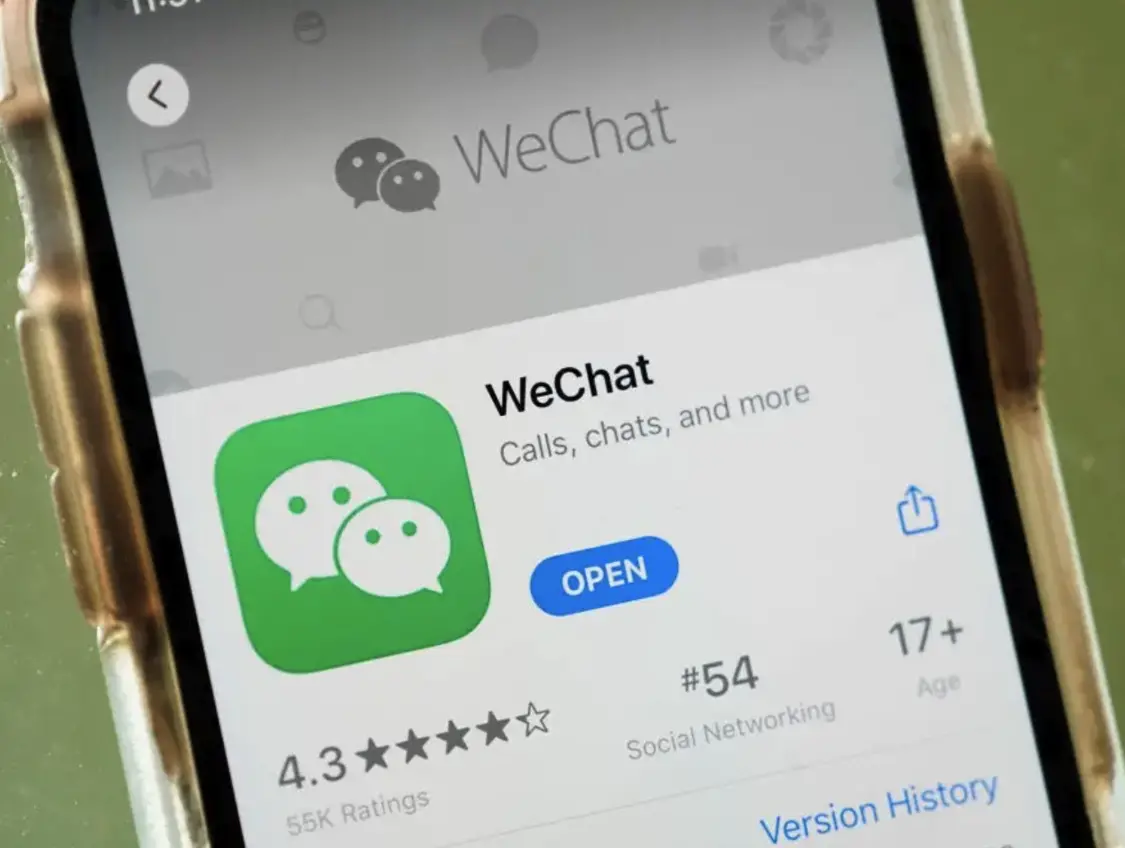 WeChat
WeChat
Calls, chats, and more
OPEN
4.3
55K Ratings
#54
Social Networking
17+
Age
Version History